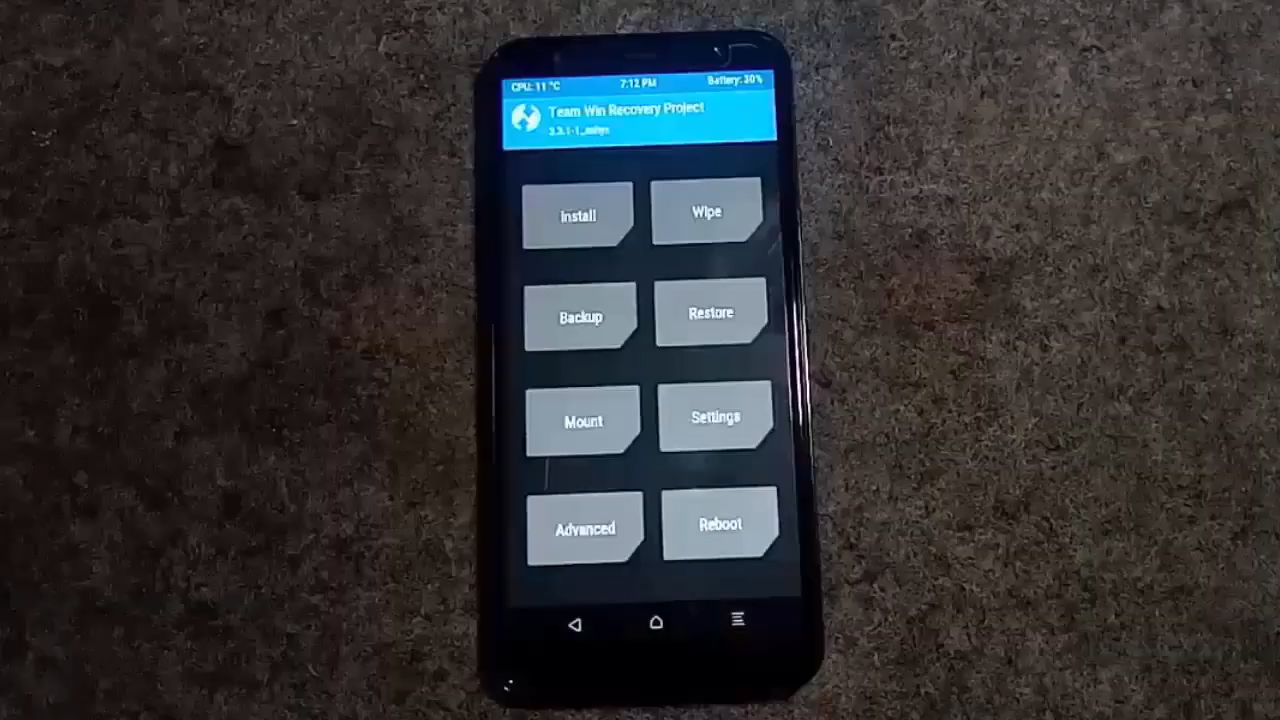 CPU: 11 °C 7:12 PM Battery: 30%
Team Win Recovery Project
Install Wipe
Backup Restore
Mount Settings
Advanced Reboot